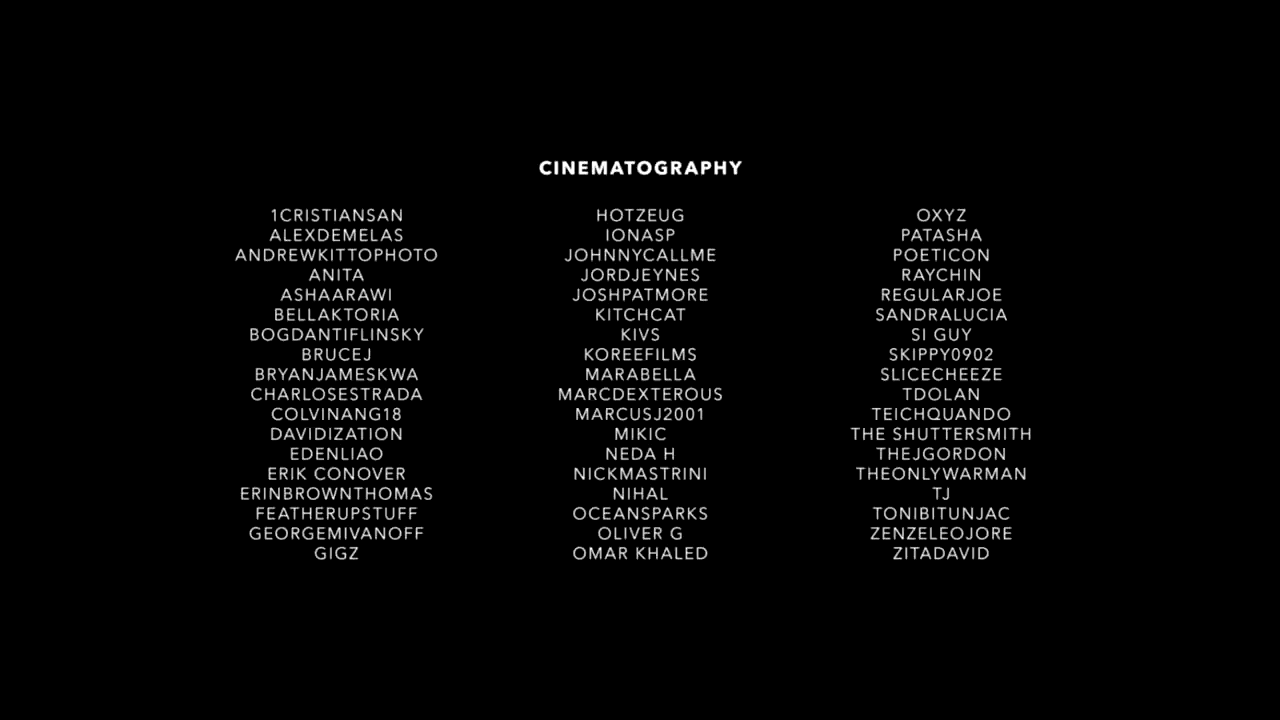 CINEMATOGRAPHY
1CRISTIANSAN
ALEXDEMELAS
ANDREWKITTOPHOTO
ANITA
ASHAARAWI
BELLAKTORIA
BOGDANTIFLINSKY
BRUCEJ
BRYANJAMESKWA
CHARLOSESTRADA
COLVINANG18
DAVIDIZATION
EDENLIAO
ERIK CONOVER
ERINBROWNTHOMAS
FEATHERUPSTUFF
GEORGEMIVANOFF
GIGZ
HOTZEUG
IONASP
JOHNNYCALLME
JORDJEYNES
JOSHPATMORE
KITCHCAT
KIVS
KOREEFILMS
MARABELLA
MARCDEXTEROUS
MARCUSJ2001
MIKIC
NEDA H
NICKMASTRINI
NIHAL
OCEANSPARKS
OLIVER G
OMAR KHALED
OXYZ
PATASHA
POETICON
RAYCHIN
REGULARJOE
SANDRALUCIA
SI GUY
SKIPPY0902
SLICECHEEZE
TDOLAN
TEICHQUANDO
THE SHUTTERSMITH
THEJGORDON
THEONLYWARMAN
TJ
TONIBITUNJAC
ZENZELEOJORE
ZITADAVID